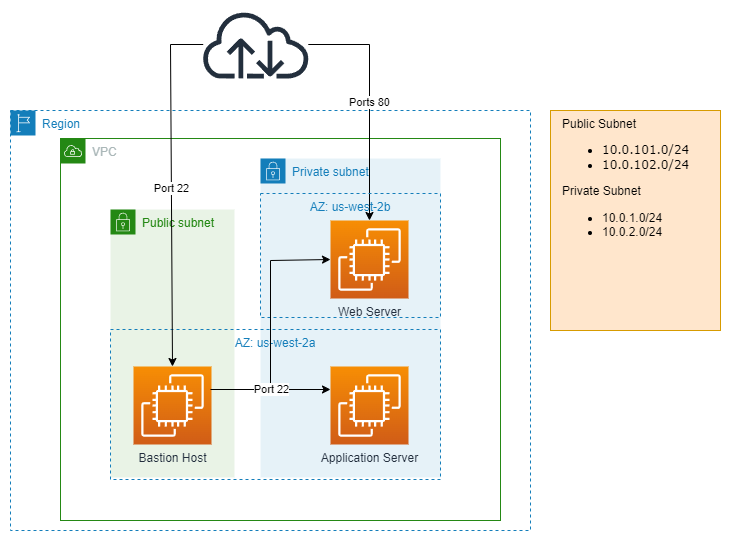 Ports 80
Region
Public Subnet
VPC
10.0.101.0/24
10.0.102.0/24
Private subnet
Port 22
Private Subnet
AZ: us-west-2b
10.0.1.0/24
Public subnet
10.0.2.0/24
Web Server
AZ: us-west-2a
Port 22
Bastion Host
Application Server